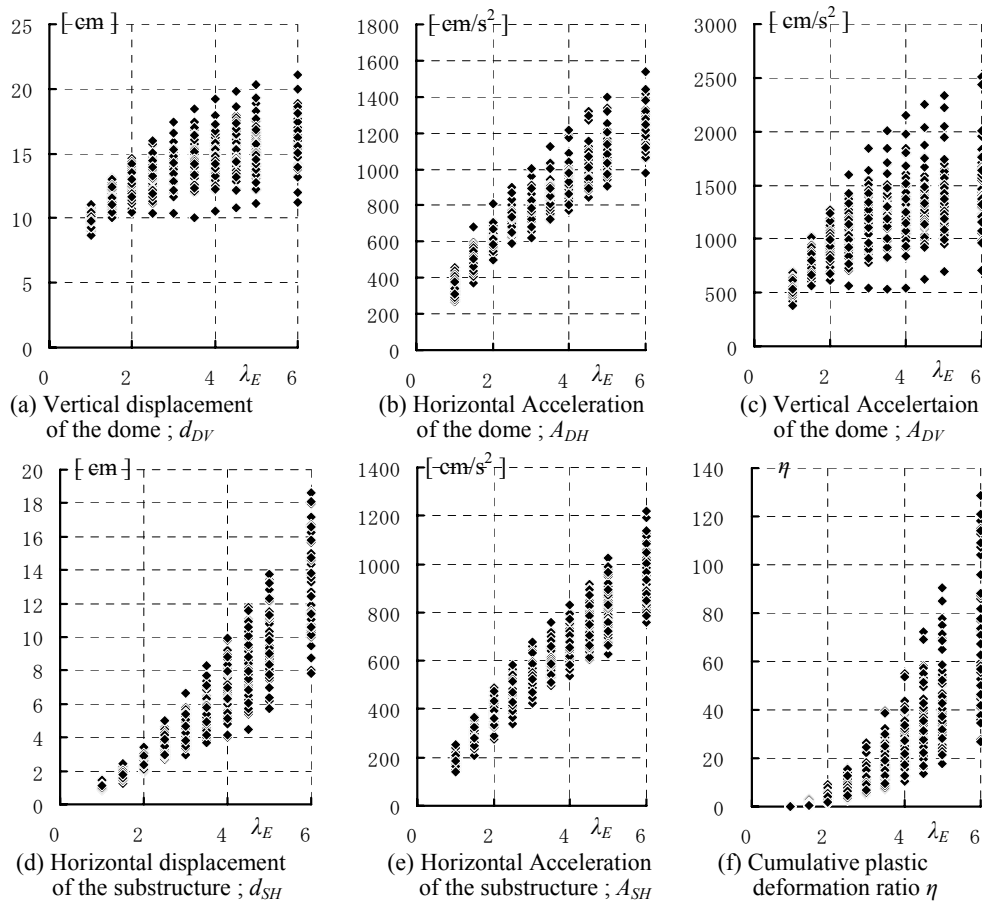 [ cm ] [ cm/s² ] [ cm/s² ]
25 20 15 10 5 0
1800 1600 1400 1200 1000 800 600 400 200 0
3000 2500 2000 1500 1000 500 0
0 2 4 λE 6
0 2 4 λE 6
0 2 4 λE 6
(a) Vertical displacement
of the dome ; dDV
(b) Horizontal Acceleration
of the dome ; ADH
(c) Vertical Accelertaion
of the dome ; ADV
[ cm ] [ cm/s² ] η
20 18 16 14 12 10 8 6 4 2 0
1400 1200 1000 800 600 400 200 0
140 120 100 80 60 40 20 0
0 2 4 λE 6
0 2 4 λE 6
0 2 4 λE 6
(d) Horizontal displacement
of the substructure ; dSH
(e) Horizontal Acceleration
of the substructure ; ASH
(f) Cumulative plastic
deformation ratio η